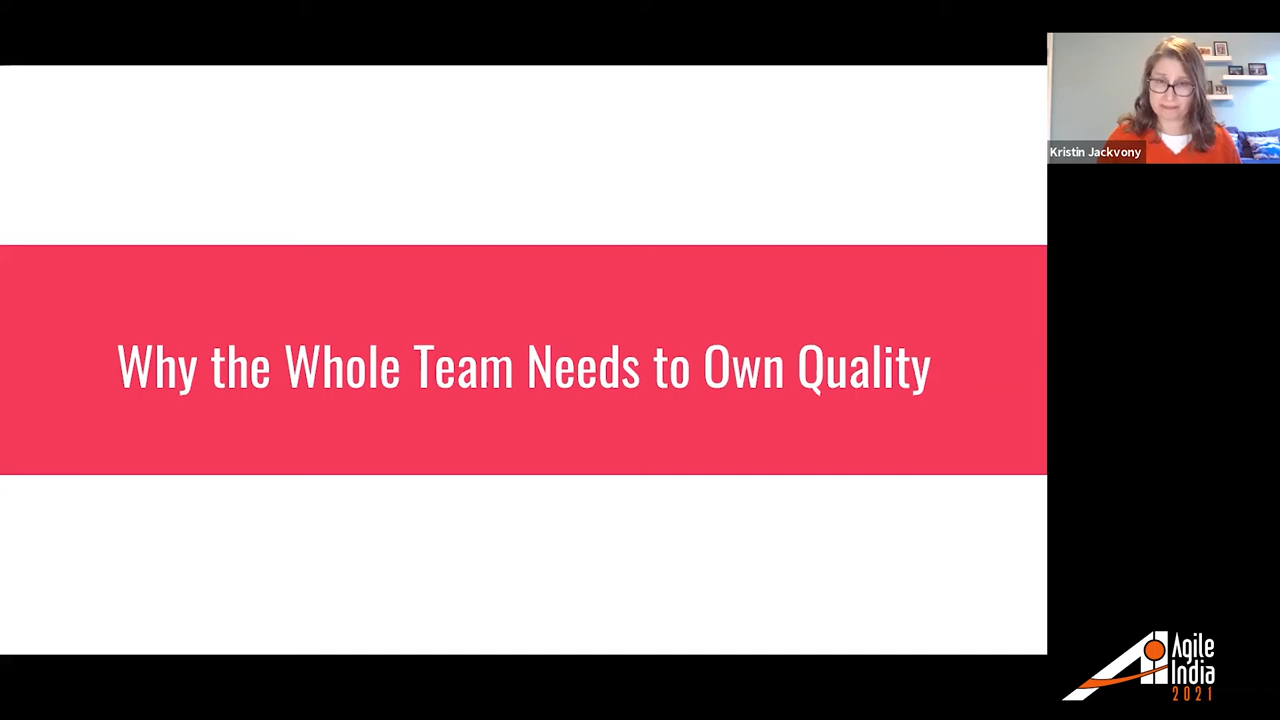 Why the Whole Team Needs to Own Quality
Kristin Jackvony
Agile
India
2021